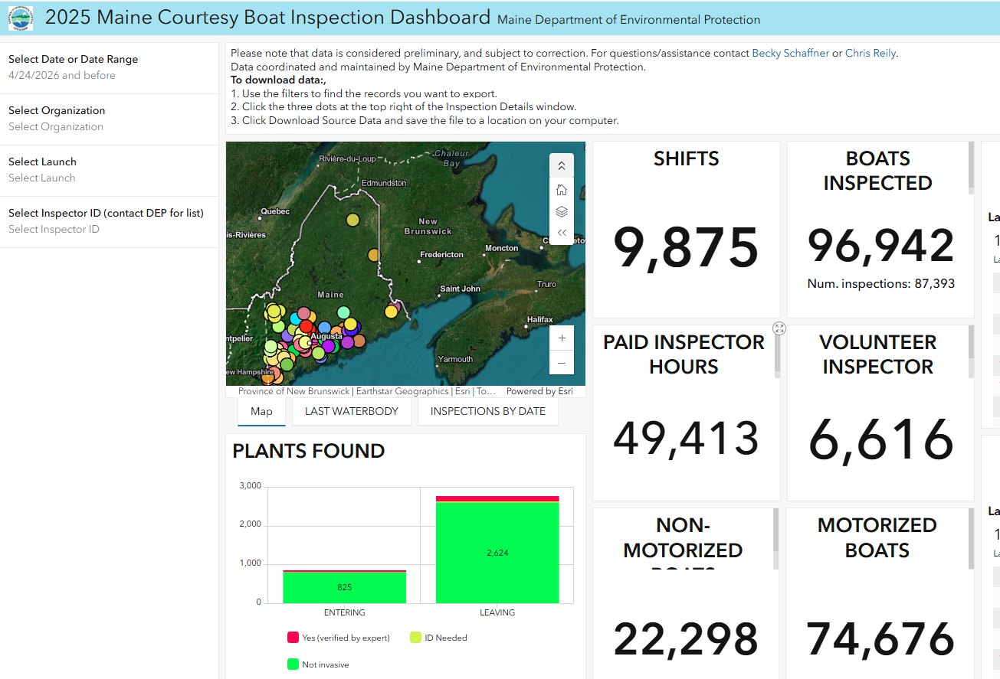 2025 Maine Courtesy Boat Inspection Dashboard Maine Department of Environmental Protection
Select Date or Date Range
4/24/2026 and before
Select Organization
Select Organization
Select Launch
Select Launch
Select Inspector ID (contact DEP for list)
Select Inspector ID
Please note that data is considered preliminary, and subject to correction. For questions/assistance contact Becky Schaffner or Chris Reily.
Data coordinated and maintained by Maine Department of Environmental Protection.
To download data:,
1. Use the filters to find the records you want to export.
2. Click the three dots at the top right of the Inspection Details window.
3. Click Download Source Data and save the file to a location on your computer.
Rivière-du-Loup
Chaleur
Bay
Edmundston
Quebec
is-Rivières
New
Brunswick
Fredericton
Moncton
Saint John
Truro
Maine
Halifax
Augusta
ntpelier
Yarmouth
ew Hampshire
Province of New Brunswick | Earthstar Geographics | Esri | To...
Powered by Esri
Map
LAST WATERBODY
INSPECTIONS BY DATE
PLANTS FOUND
3,000
2,000
1,000
0
825
2,624
ENTERING
LEAVING
Yes (verified by expert)
ID Needed
Not invasive
SHIFTS
9,875
BOATS
INSPECTED
96,942
Num. inspections: 87,393
PAID INSPECTOR
HOURS
49,413
VOLUNTEER
INSPECTOR
6,616
NON-
MOTORIZED
BOATS
22,298
MOTORIZED
BOATS
74,676
La
1
La
La
1
La